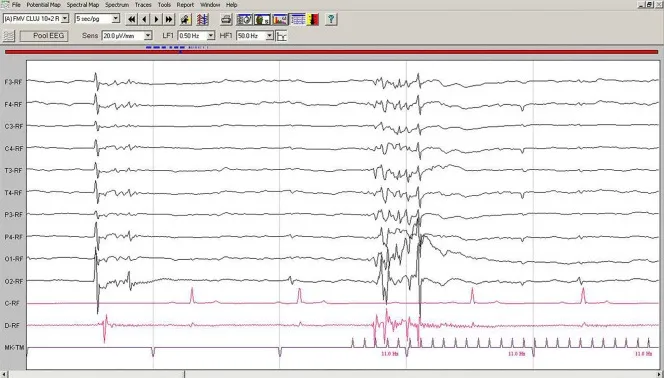 File Potential Map Spectral Map Spectrum Traces Tools Report Window Help
[A] FMV CLUJ 18+2 R 5 sec/pg
Pool EEG Sens 20.0 µV/mm LF1 0.50 Hz HF1 50.0 Hz
F3-RF
F4-RF
C3-RF
C4-RF
T3-RF
T4-RF
P3-RF
P4-RF
O1-RF
O2-RF
C-RF
D-RF
MK-TM
11.0 Hz 11.0 Hz 11.0 Hz